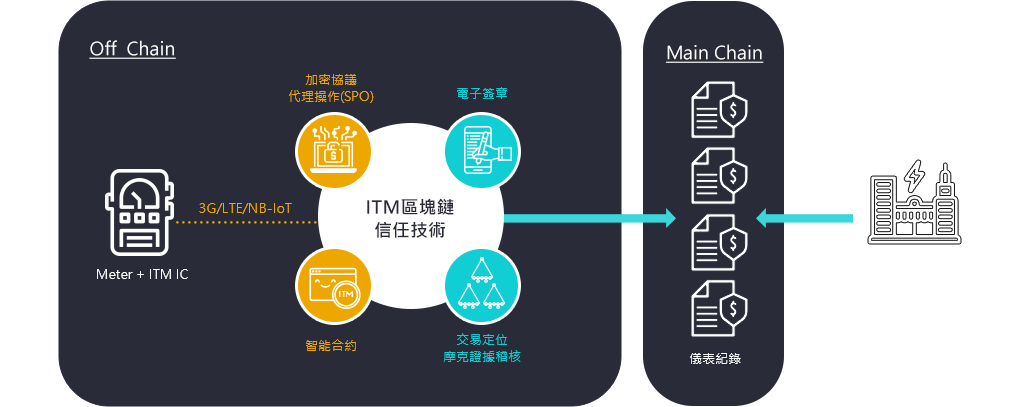 Off Chain
Main Chain
加密協議
代理操作(SPO)
電子簽章
3G/LTE/NB-IoT
ITM區塊鏈
信任技術
Meter + ITM IC
ITM
智能合約
交易定位
摩克證據稽核
儀表紀錄